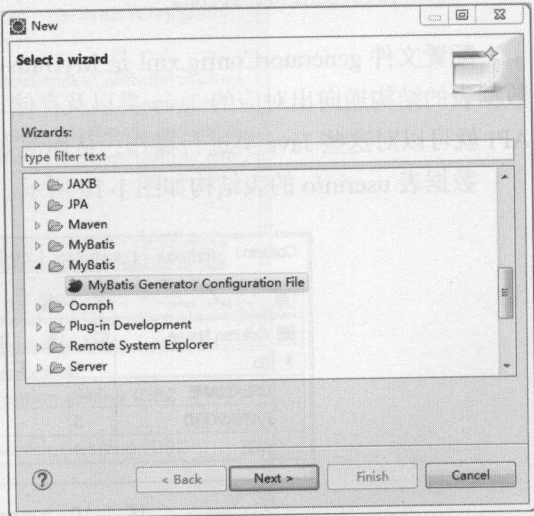 New
Select a wizard
Wizards:
type filter text
JAXB
JPA
Maven
MyBatis
MyBatis
MyBatis Generator Configuration File
Oomph
Plug-in Development
Remote System Explorer
Server
?
< Back
Next >
Finish
Cancel